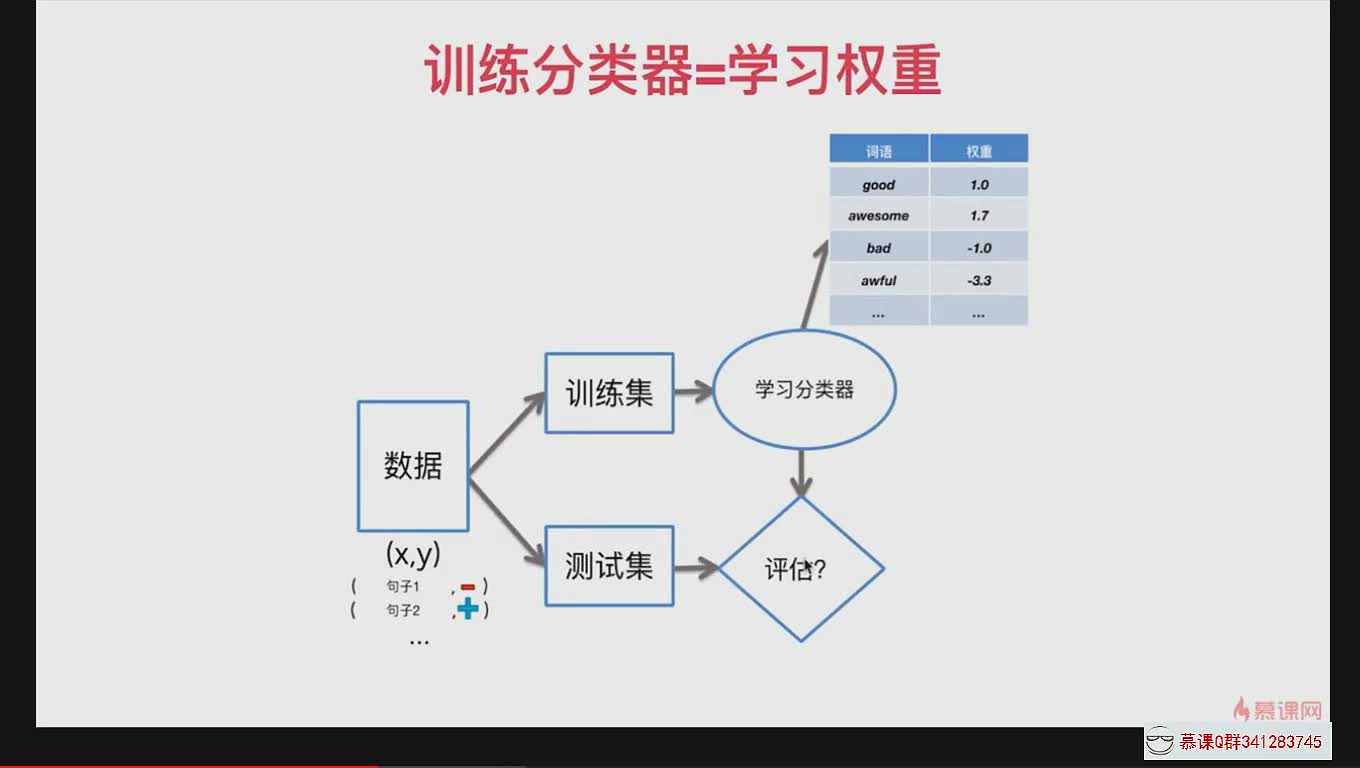 训练分类器=学习权重
词语 权重
good 1.0
awesome 1.7
bad -1.0
awful -3.3
... ...
训练集
学习分类器
数据
(x,y)
( 句子1 ,━ )
( 句子2 ,✚ )
...
测试集
评估?
慕课网
慕课Q群341283745